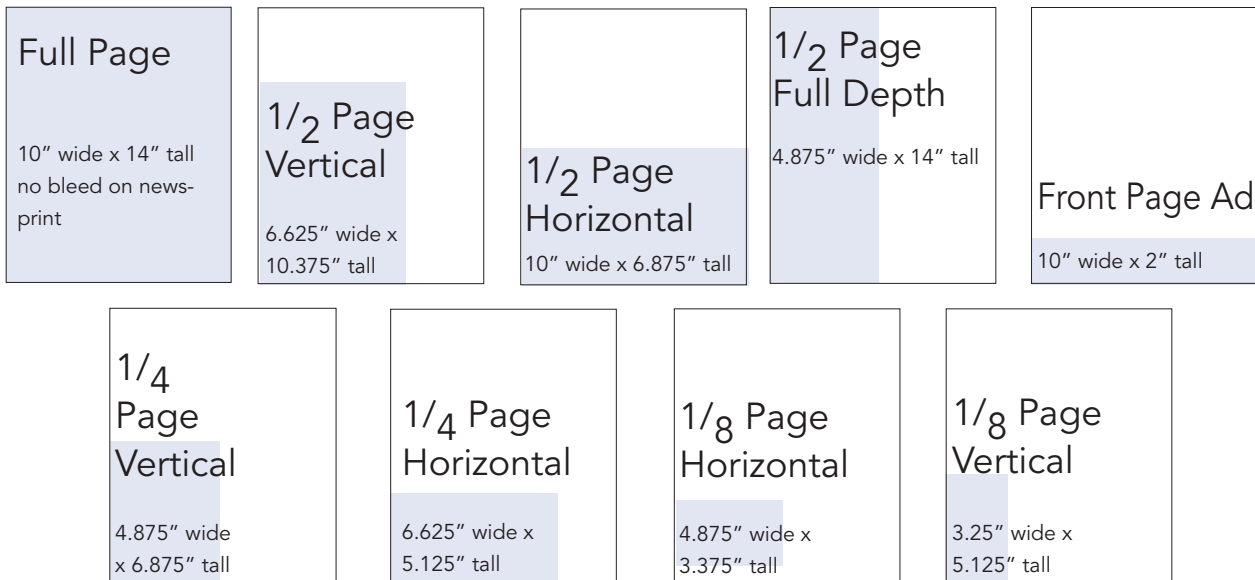 Full Page
10” wide x 14” tall
no bleed on news-
print
1/2 Page
Vertical
6.625” wide x
10.375” tall
1/2 Page
Horizontal
10” wide x 6.875” tall
1/2 Page
Full Depth
4.875” wide x 14” tall
Front Page Ad
10” wide x 2” tall
1/4
Page
Vertical
4.875” wide
x 6.875” tall
1/4 Page
Horizontal
6.625” wide x
5.125” tall
1/8 Page
Horizontal
4.875” wide x
3.375” tall
1/8 Page
Vertical
3.25” wide x
5.125” tall